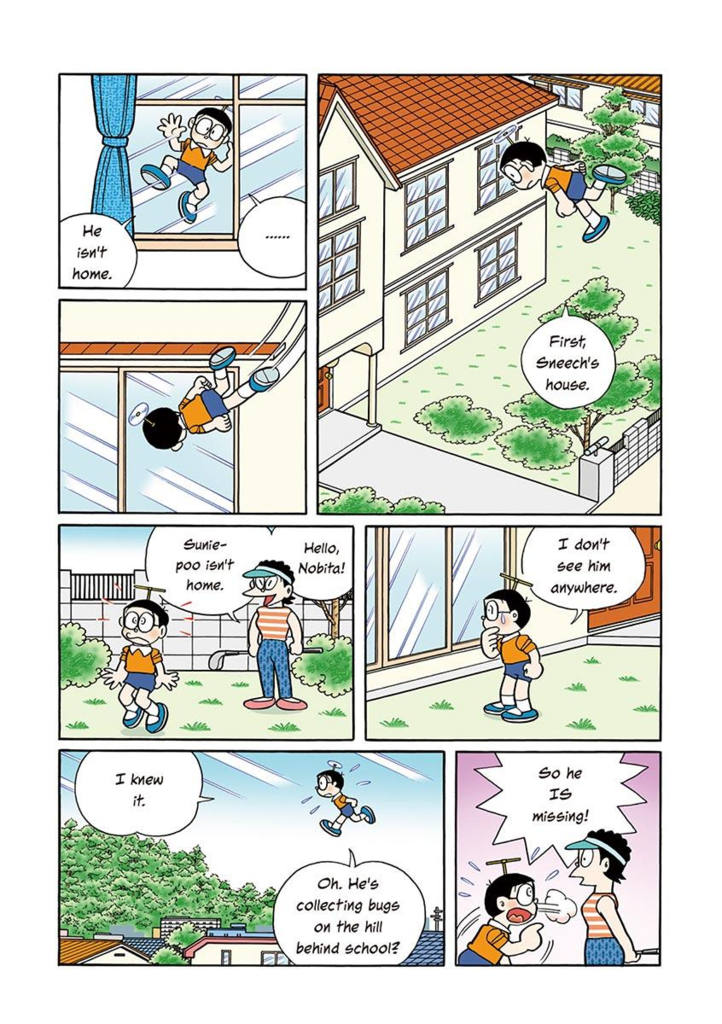 First,
Sneech's
house.
......
He
isn't
home.
I don't
see him
anywhere.
Hello,
Nobita!
Sunie-
poo isn't
home.
So he
IS
missing!
Oh. He's
collecting bugs
on the hill
behind school?
I knew
it.